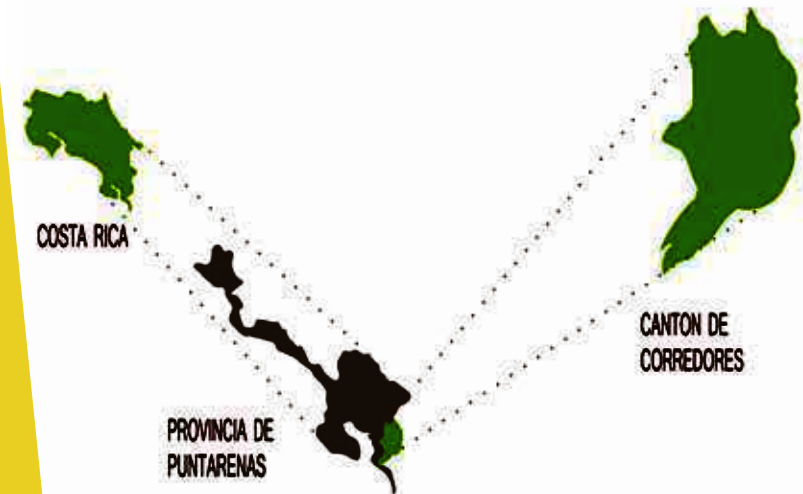 COSTA RICA
PROVINCIA DE
PUNTARENAS
CANTON DE
CORREDORES